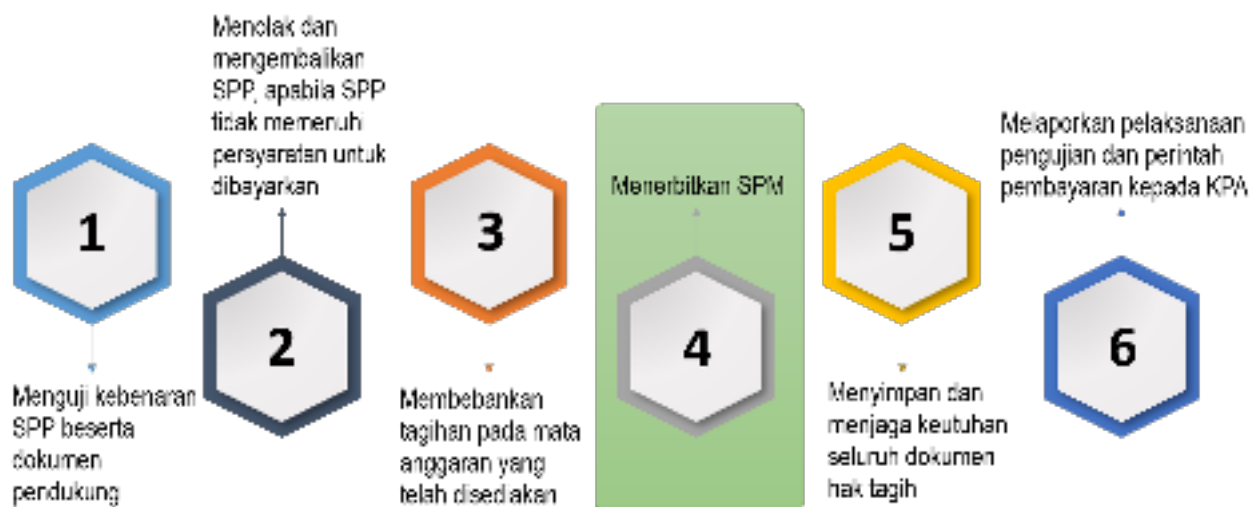 1
Menguji kebenaran
SPP beserta
dokumen
pendukung
2
Menolak dan
mengembalikan
SPP, apabila SPP
tidak memenuhi
persyaratan untuk
dibayarkan
3
Membebankan
tagihan pada mata
anggaran yang
telah disediakan
4
Menerbitkan SPM
5
Menyimpan dan
menjaga keutuhan
seluruh dokumen
hak tagih
6
Melaporkan pelaksanaan
pengujian dan perintah
pembayaran kepada KPA